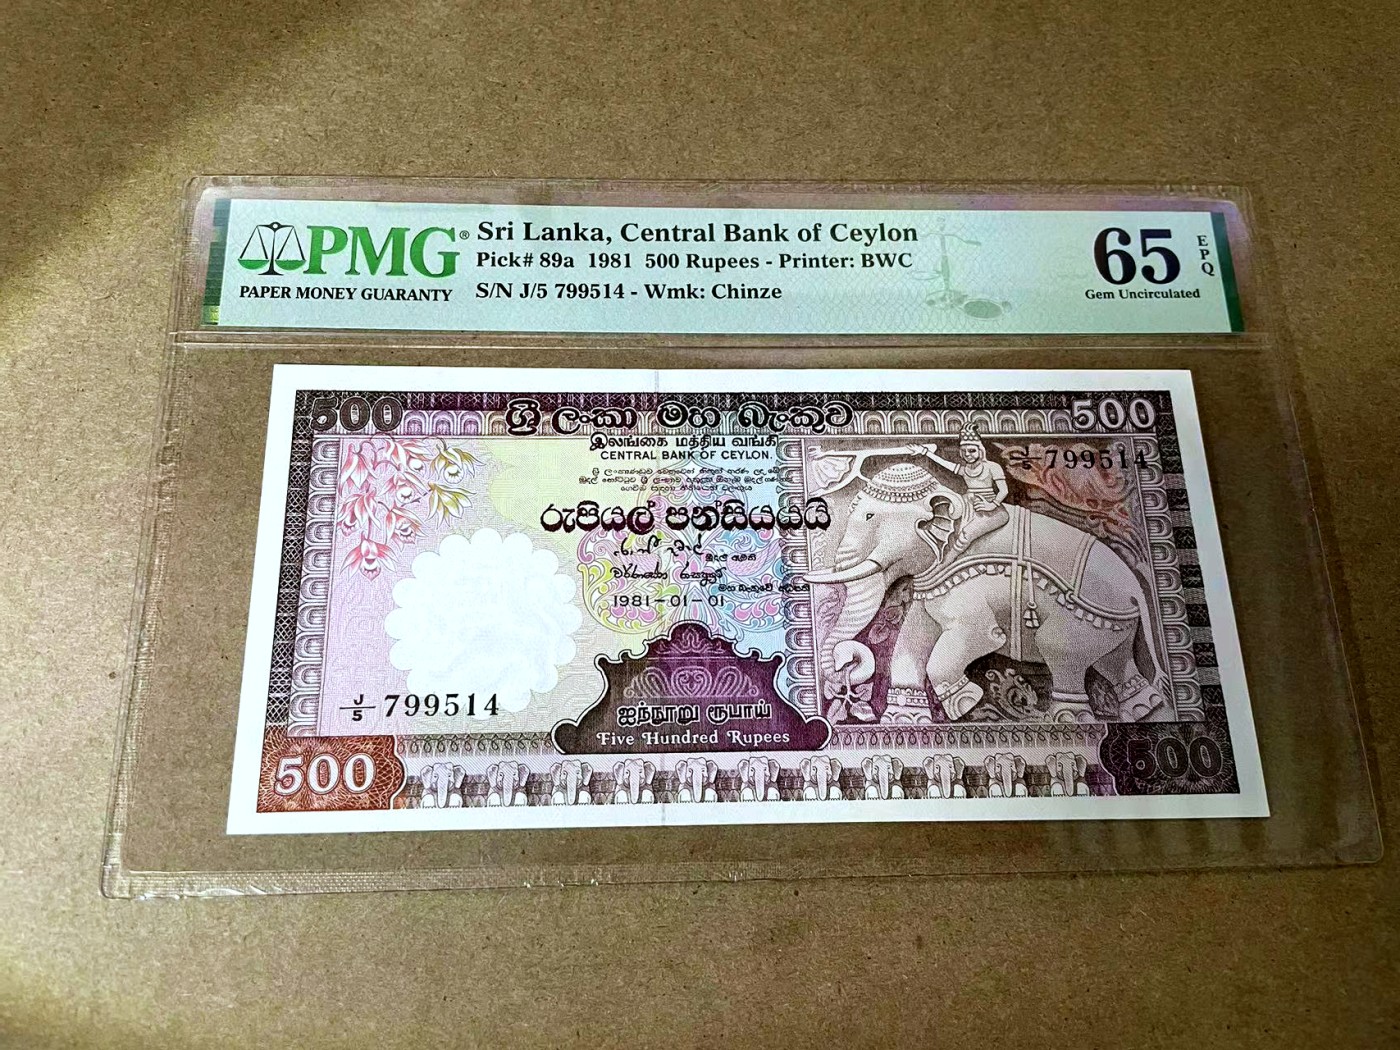 PMG®
PAPER MONEY GUARANTY
Sri Lanka, Central Bank of Ceylon
Pick# 89a 1981 500 Rupees - Printer: BWC
S/N J/5 799514 - Wmk: Chinze
65
EPQ
Gem Uncirculated
500
ශ්‍රී ලංකා මහ බැංකුව
500
இலங்கை மத்திய வங்கி
CENTRAL BANK OF CEYLON.
J/5 799514
රුපියල් පන්සියයයි
1981-01-01
J/5 799514
ஐந்நூறு ரூபாய்
Five Hundred Rupees
500
500